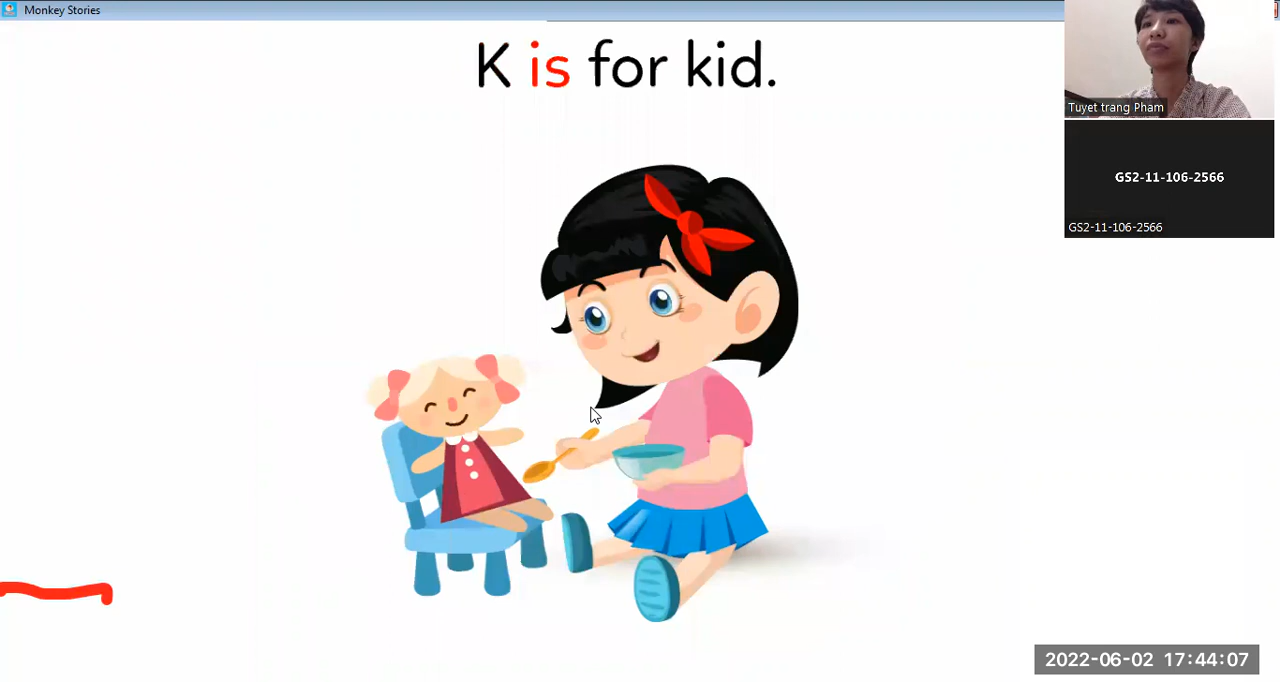 Monkey Stories
K is for kid.
Tuyet trang Pham
GS2-11-106-2566
GS2-11-106-2566
2022-06-02 17:44:07